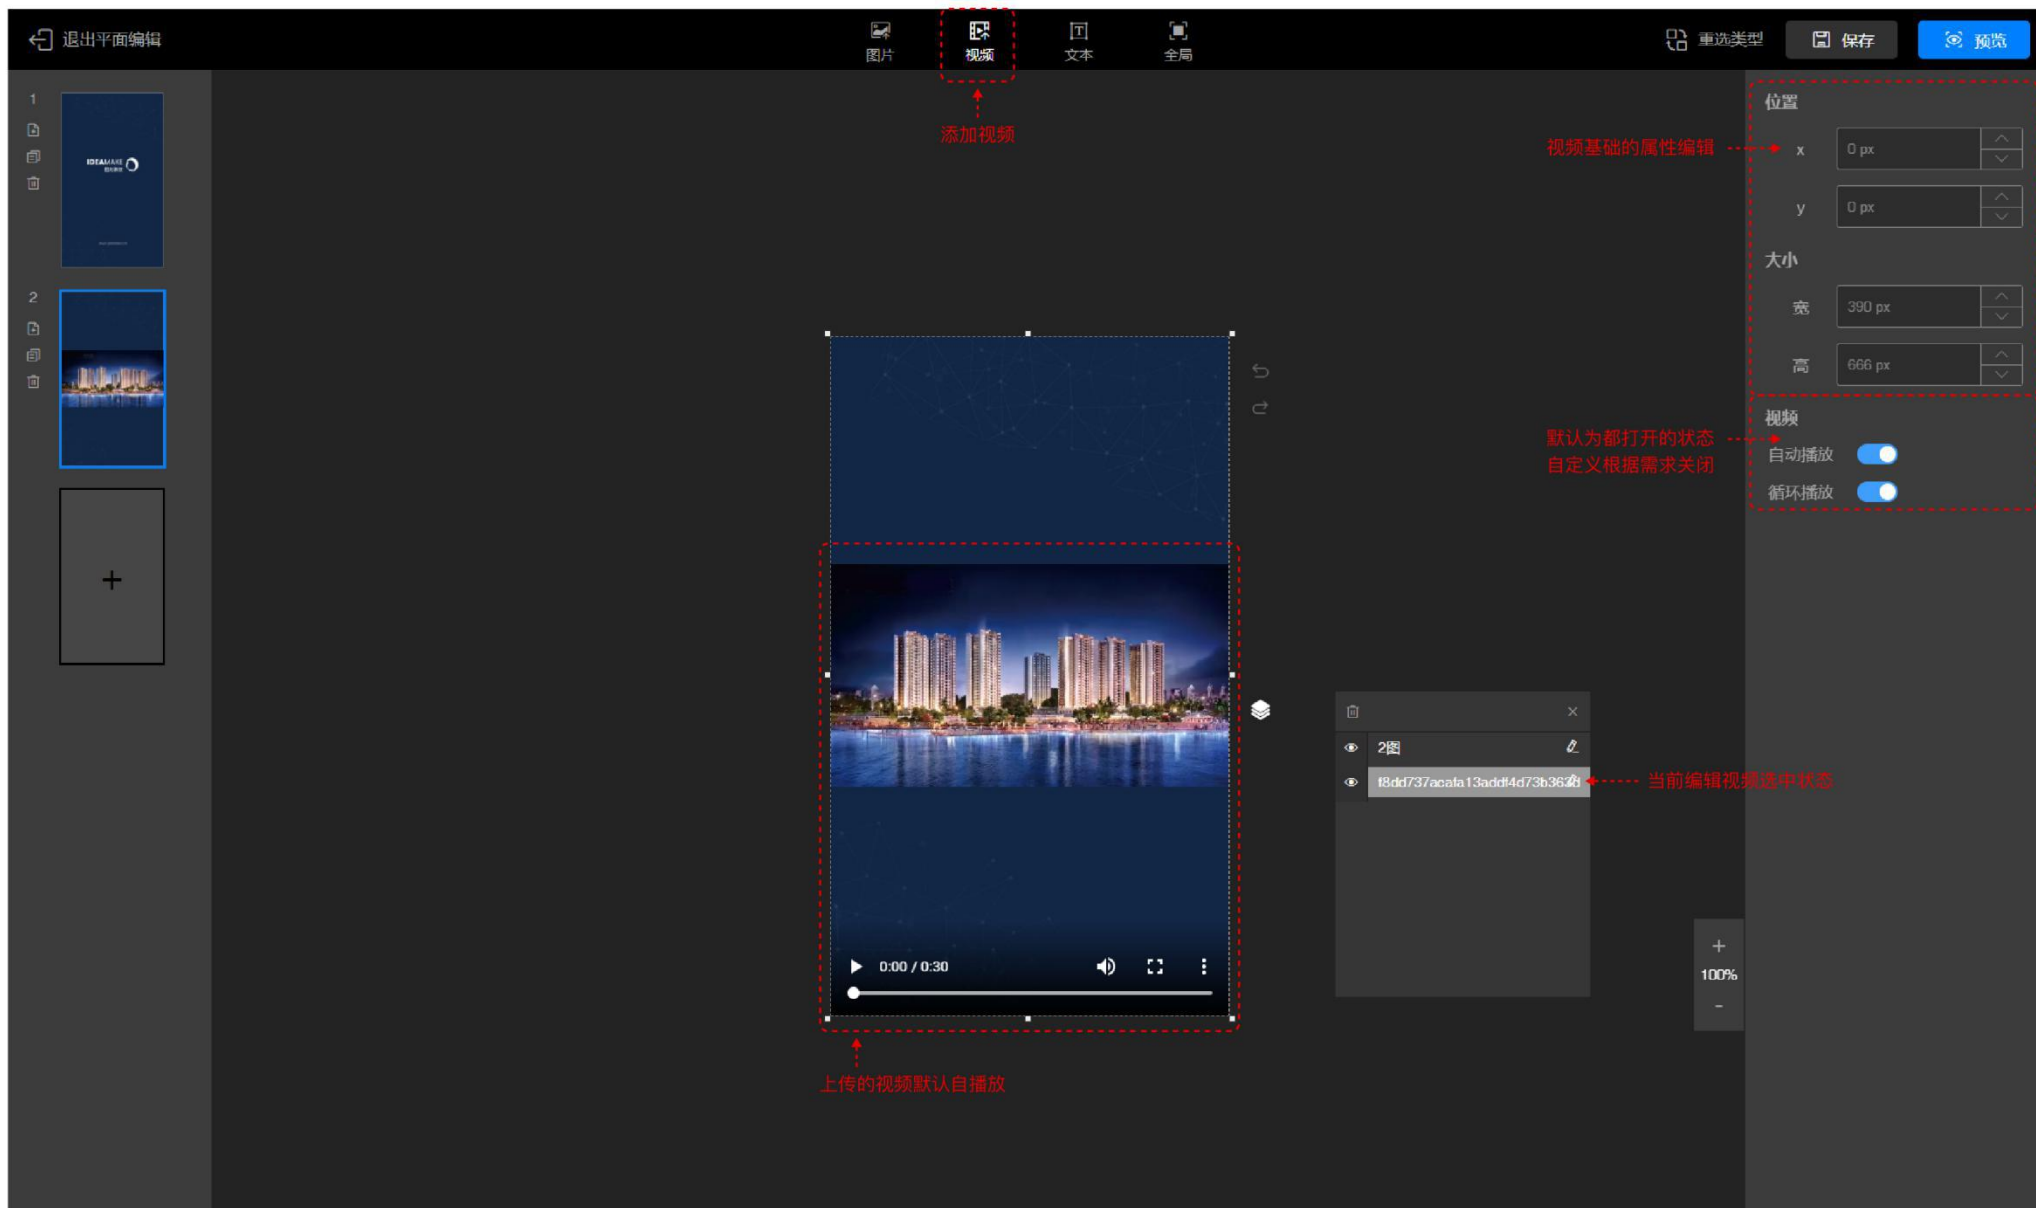 退出平面编辑
图片
视频
文本
全局
重选类型
保存
预览
添加视频
1
IDEAMAKE
2
+
视频基础的属性编辑
位置
x
0 px
y
0 px
大小
宽
390 px
高
666 px
默认为都打开的状态
自定义根据需求关闭
视频
自动播放
循环播放
2图
当前编辑视频选中状态
0:00 / 0:30
+
100%
-
上传的视频默认自播放